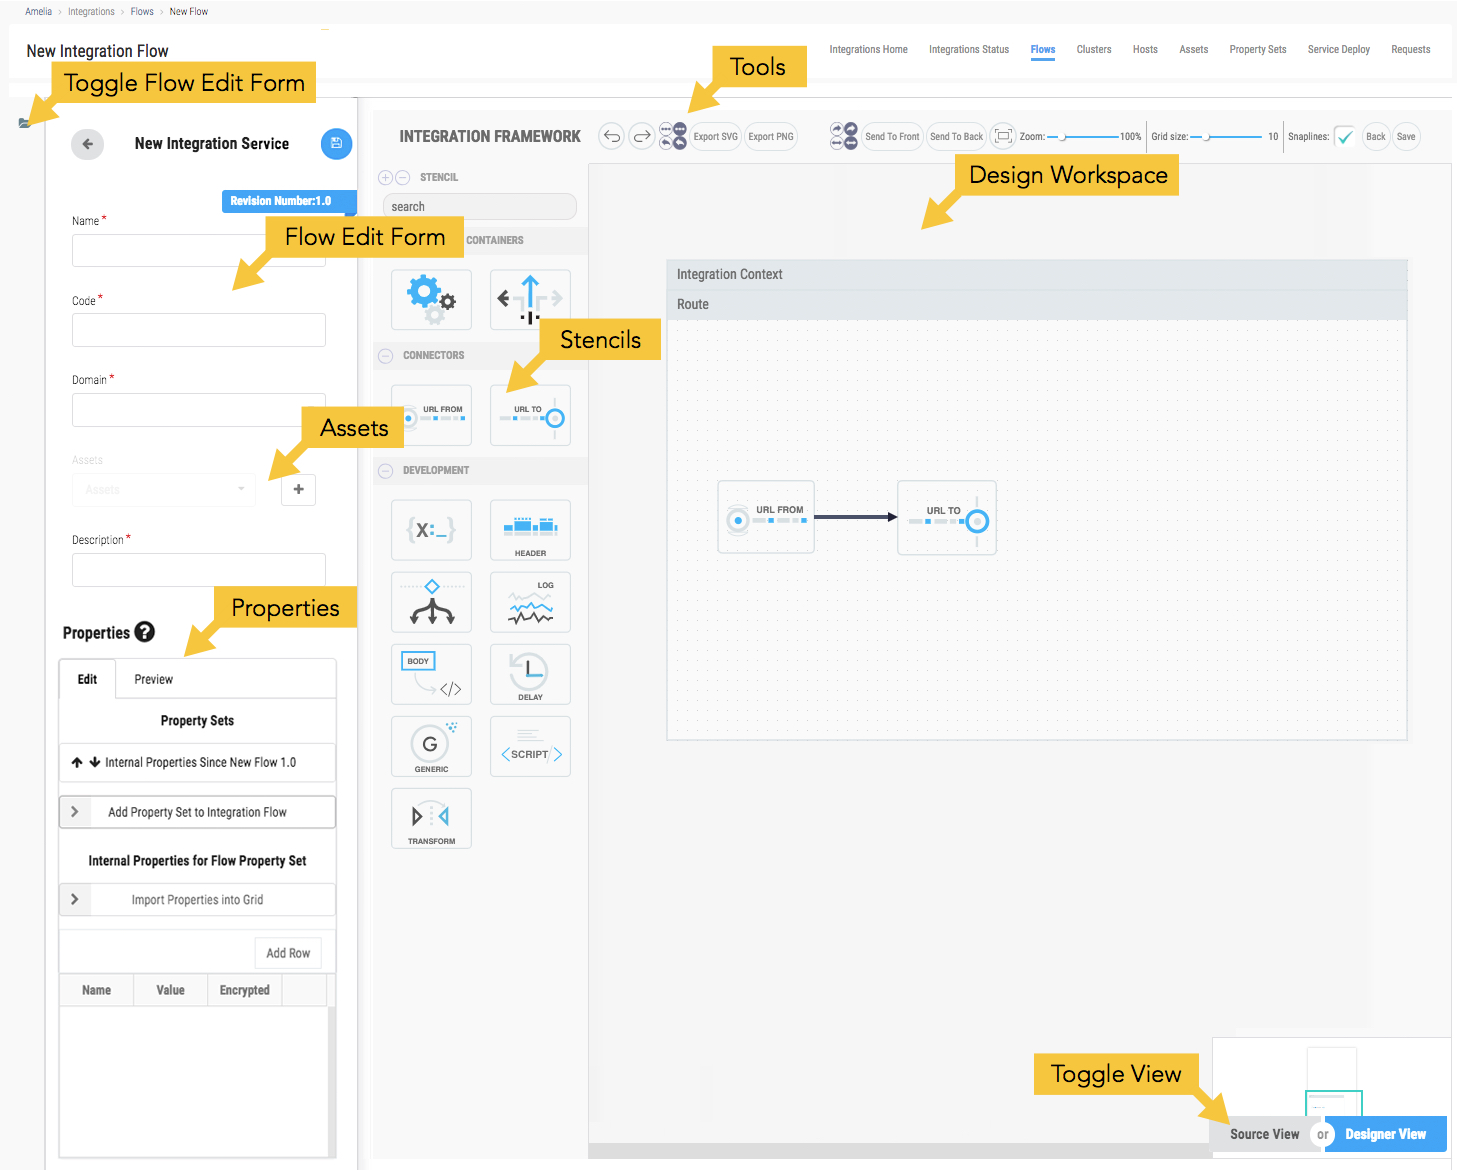 Amelia > Integrations > Flows > New Flow
New Integration Flow
Integrations Home Integrations Status Flows Clusters Hosts Assets Property Sets Service Deploy Requests
Tools
Toggle Flow Edit Form
New Integration Service
INTEGRATION FRAMEWORK
Export SVG Export PNG Send To Front Send To Back Zoom: 100% Grid size: 10 Snaplines: Back Save
Design Workspace
STENCIL
search
Revision Number:1.0
Name *
Flow Edit Form
CONTAINERS
Integration Context
Route
Code *
Stencils
CONNECTORS
Domain *
URL FROM
URL TO
Assets
Assets
Assets
+
DEVELOPMENT
{X:_}
HEADER
URL FROM
URL TO
Description *
LOG
Properties
Properties ?
BODY
</>
DELAY
Edit
Preview
Property Sets
G
GENERIC
<SCRIPT/>
Internal Properties Since New Flow 1.0
Add Property Set to Integration Flow
TRANSFORM
Internal Properties for Flow Property Set
Import Properties into Grid
Add Row
Name Value Encrypted
Toggle View
Source View or Designer View